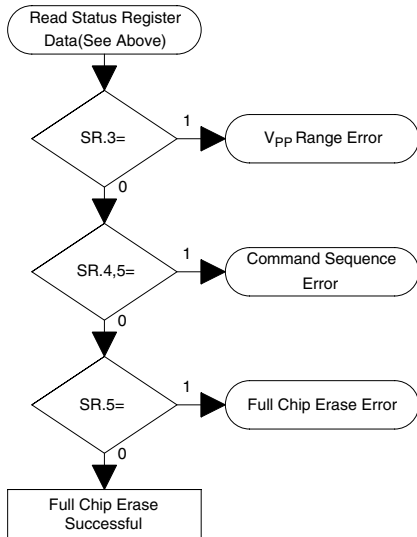 Read Status Register
Data(See Above)
SR.3=
1
VPP Range Error
0
SR.4,5=
1
Command Sequence
Error
0
SR.5=
1
Full Chip Erase Error
0
Full Chip Erase
Successful